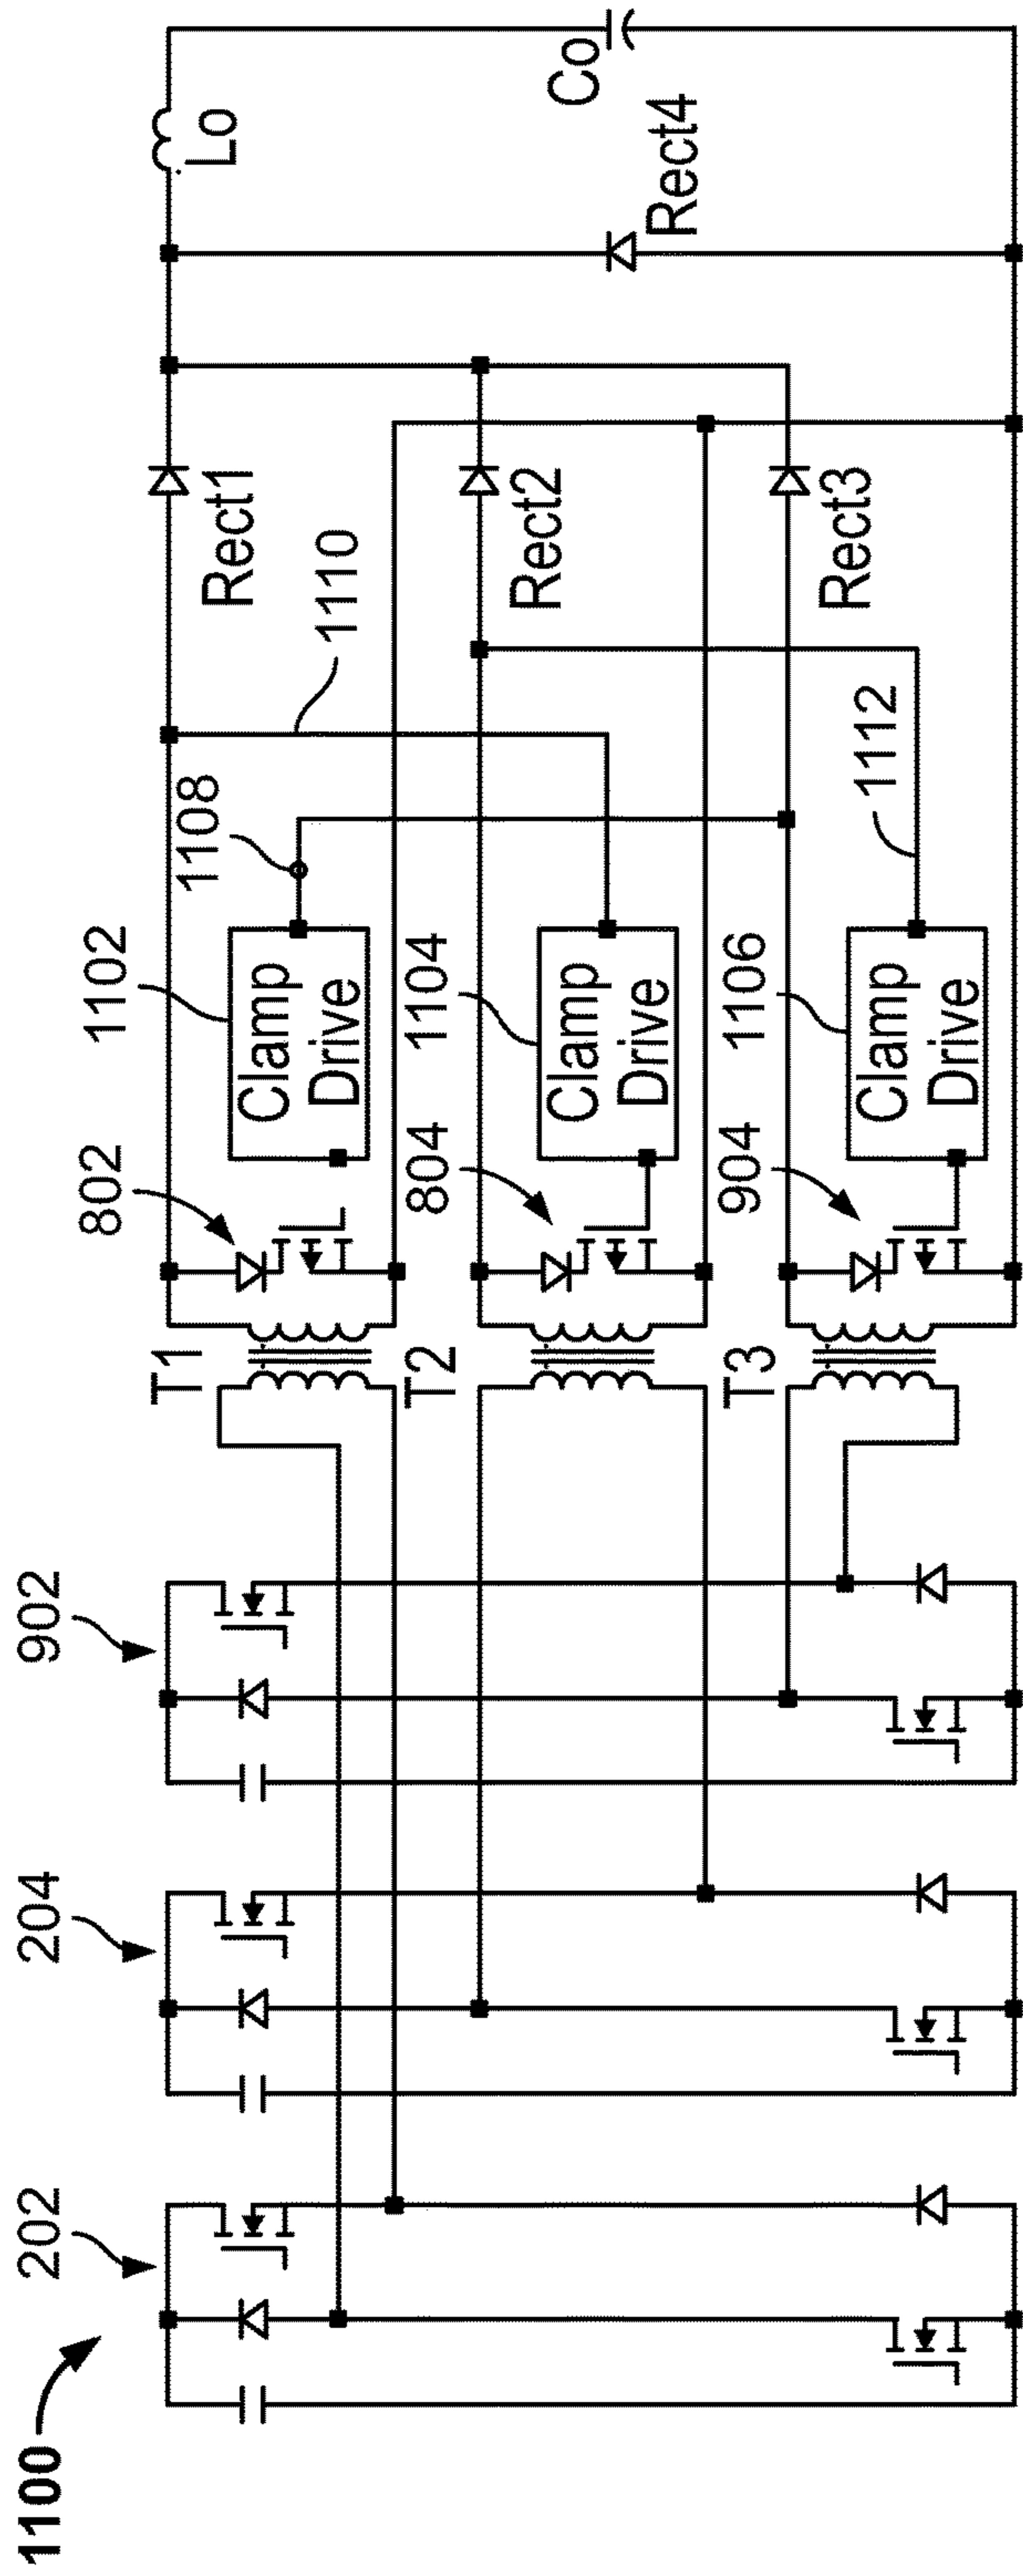 1100
202
204
902
T1
T2
T3
802
804
904
1102
1104
1106
Clamp
Drive
Clamp
Drive
Clamp
Drive
1108
1110
1112
Rect1
Rect2
Rect3
Rect4
Lo
Co